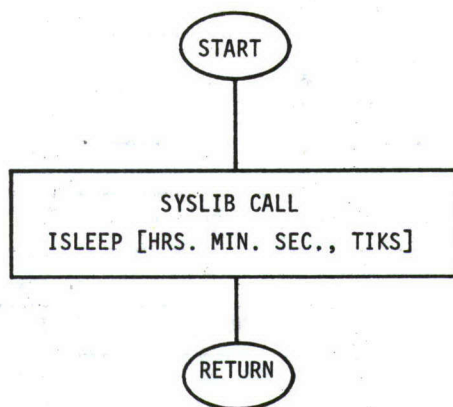 START
SYSLIB CALL
ISLEEP [HRS. MIN. SEC., TIKS]
RETURN